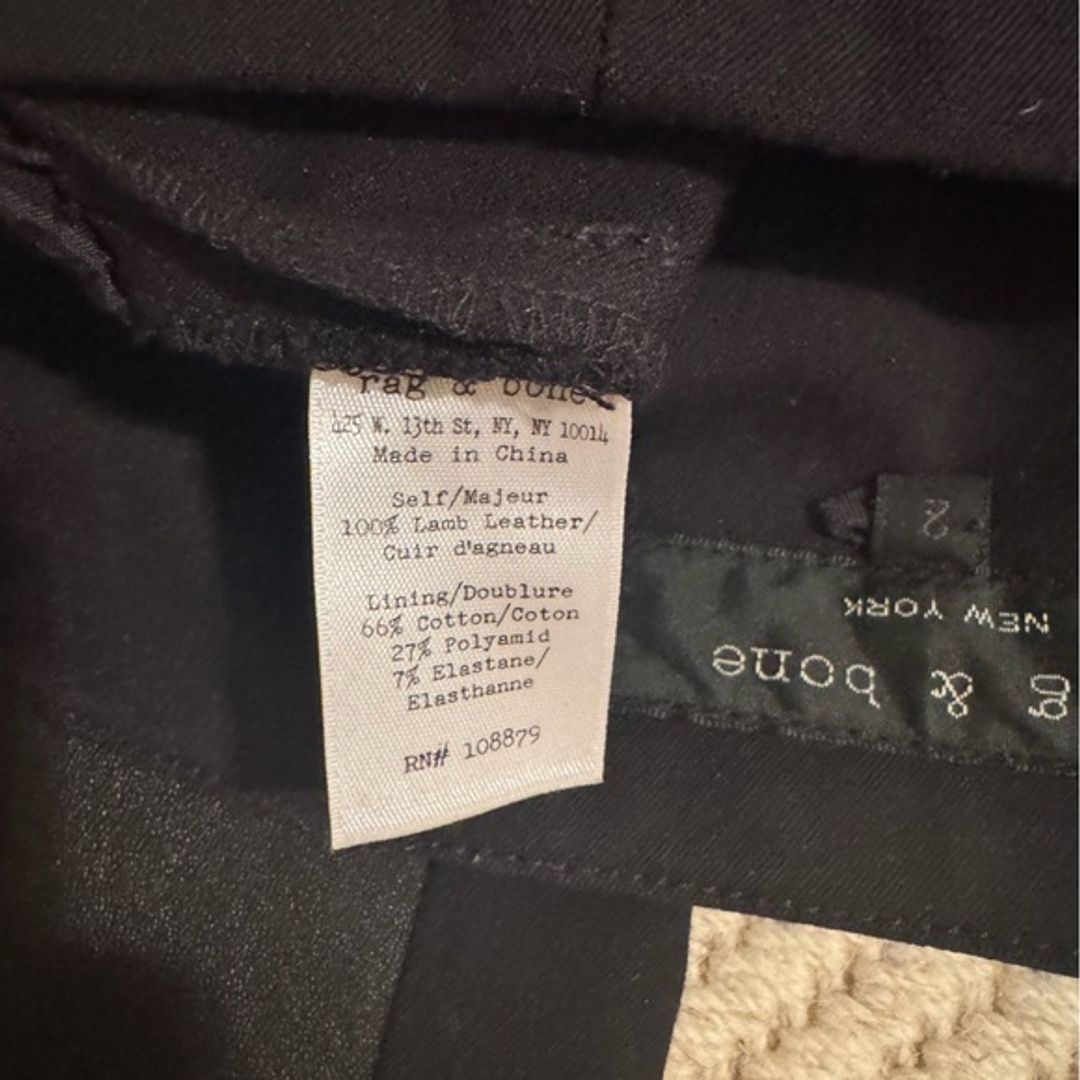 rag & bone
425 W. 13th St, NY, NY 10014
Made in China
Self/Majeur
100% Lamb Leather/
Cuir d'agneau
Lining/Doublure
66% Cotton/Coton
27% Polyamid
7% Elastane/
Elasthanne
RN# 108879
2
g & bone
NEW YORK